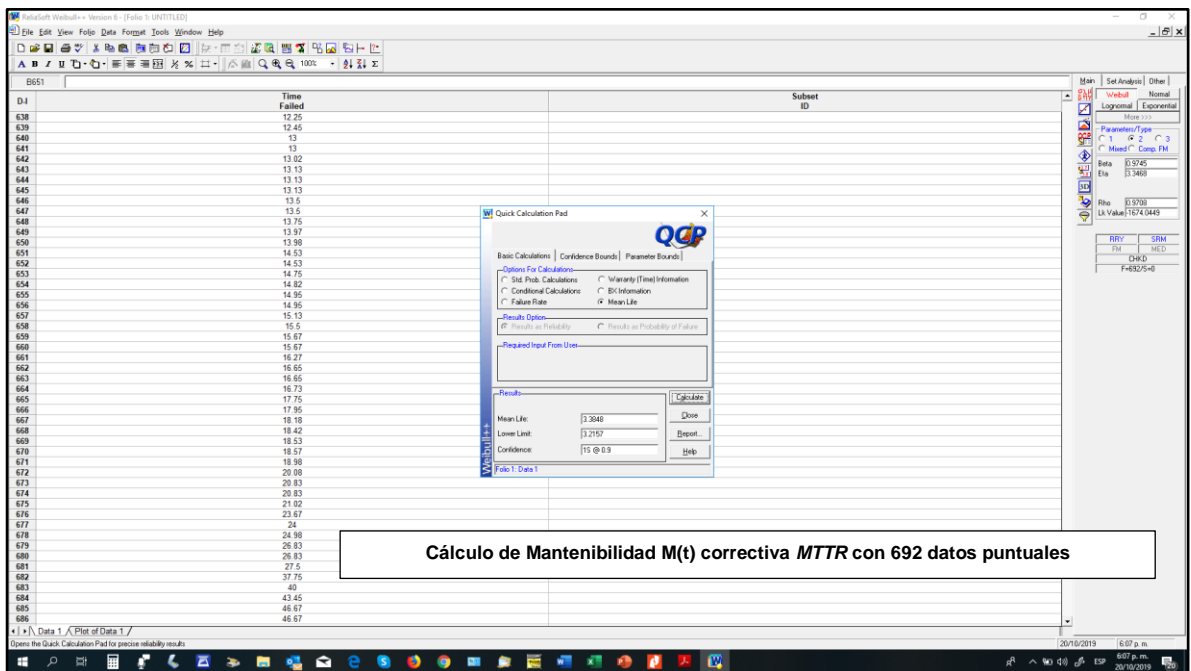 ReliaSoft Weibull++ Version 6 - [Folio 1: UNTITLED]
File Edit View Folio Data Format Tools Window Help
100%
B651
D-I Time Failed Subset ID
638 12.25
639 12.45
640 13
641 13
642 13.02
643 13.13
644 13.13
645 13.13
646 13.5
647 13.5
648 13.75
649 13.97
650 13.98
651 14.53
652 14.53
653 14.75
654 14.82
655 14.95
656 14.95
657 15.13
658 15.5
659 15.67
660 15.67
661 16.27
662 16.65
663 16.65
664 16.73
665 17.75
666 17.95
667 18.18
668 18.42
669 18.53
670 18.57
671 18.98
672 20.08
673 20.83
674 20.83
675 21.02
676 23.67
677 24
678 24.98
679 26.83
680 26.83
681 27.5
682 37.75
683 40
684 43.45
685 46.67
686 46.67
Quick Calculation Pad
QCP
Basic Calculations Confidence Bounds Parameter Bounds
Options For Calculations
Std. Prob. Calculations Warranty (Time) Information
Conditional Calculations BX Information
Failure Rate Mean Life
Results Option
Results as Reliability Results as Probability of Failure
Required Input From User
Results
Calculate
Mean Life: 3.3848 Close
Lower Limit: 3.2157 Report...
Confidence: 1S @ 0.9 Help
Weibull++
Folio 1: Data 1
Main Set Analysis Other
Weibull Normal
Lognormal Exponential
More >>>
Parameters/Type
1 2 3
Mixed Comp. FM
Beta 0.9745
Eta 3.3468
Rho 0.9708
Lk Value -1674.0449
RRY SRM
FM MED
CHKD
F=692/S=0
Cálculo de Mantenibilidad M(t) correctiva MTTR con 692 datos puntuales
Data 1 Plot of Data 1
Opens the Quick Calculation Pad for precise reliability results 20/10/2019 6:07 p. m.
ESP 6:07 p. m.
20/10/2019